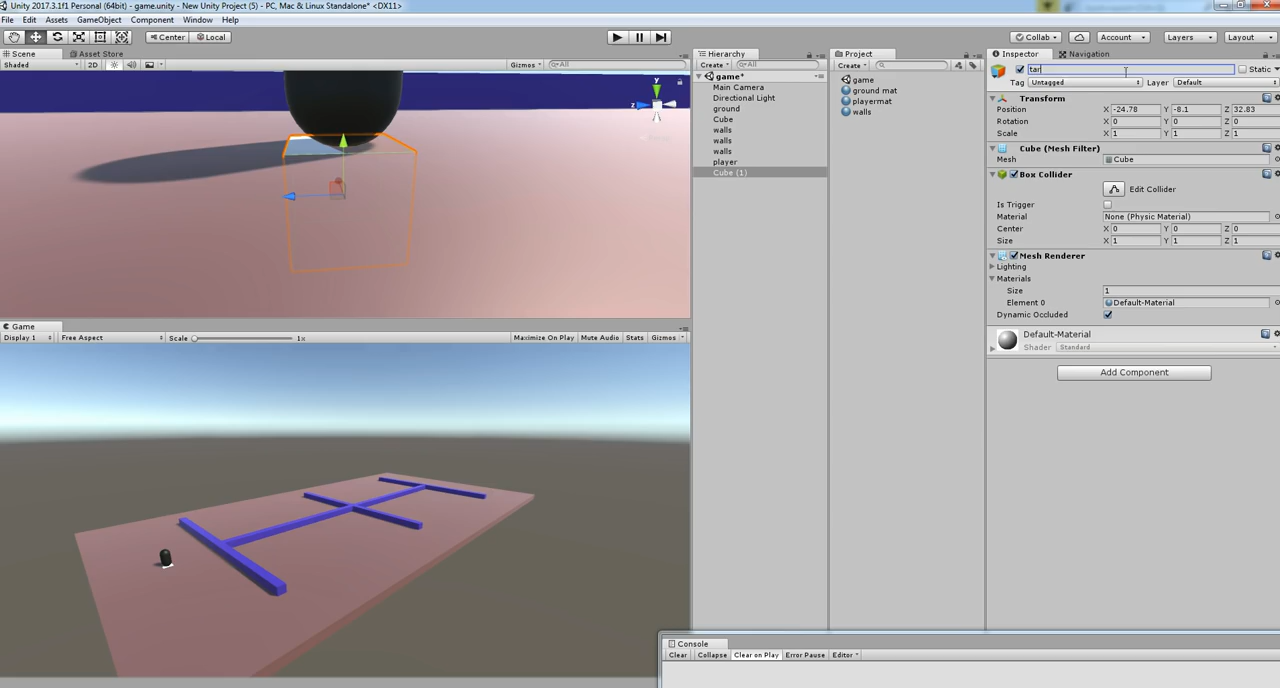 Unity 2017.3.1f1 Personal (64bit) - game.unity - New Unity Project (5) - PC, Mac & Linux Standalone* <DX11>
File Edit Assets GameObject Component Window Help
Center Local Collab Account Layers Layout
Scene Asset Store
Shaded 2D Gizmos All
y
z
Game
Display 1 Free Aspect Scale 1x Maximize On Play Mute Audio Stats Gizmos
Hierarchy
Create All
game*
Main Camera
Directional Light
ground
Cube
walls
walls
walls
player
Cube (1)
Project
Create
game
ground mat
playermat
walls
Inspector Navigation
tar Static
Tag Untagged Layer Default
Transform
Position X -24.78 Y -8.1 Z 32.83
Rotation X 0 Y 0 Z 0
Scale X 1 Y 1 Z 1
Cube (Mesh Filter)
Mesh Cube
Box Collider
Edit Collider
Is Trigger
Material None (Physic Material)
Center X 0 Y 0 Z 0
Size X 1 Y 1 Z 1
Mesh Renderer
Lighting
Materials
Size 1
Element 0 Default-Material
Dynamic Occluded
Default-Material
Shader Standard
Add Component
Console
Clear Collapse Clear on Play Error Pause Editor